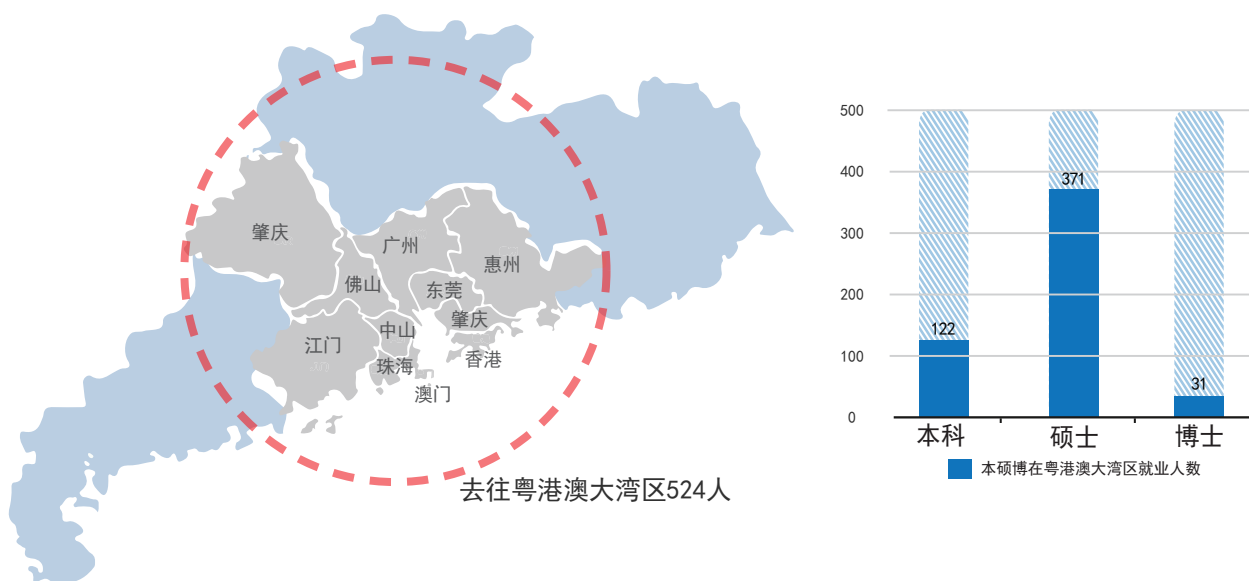 肇庆
广州
惠州
佛山
东莞
肇庆
中山
江门
香港
珠海
澳门
去往粤港澳大湾区524人
500
400
300
200
100
0
371
122
31
本科
硕士
博士
本硕博在粤港澳大湾区就业人数